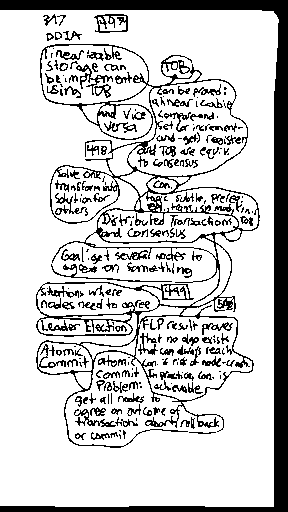 317 497
DDIA
linearizable
storage can
be implemented
using TOB
TOB
and Vice
versa
can be proved:
a linearizable
compare-and-
set (or increment-
and-get) register
and TOB are equiv.
to consensus
498
Solve one,
transform into
solution for
others
Con.
Topic subtle, prereq:
TOB
Distributed Transactions
and Consensus
Goal: get several nodes to
agree on something
Situations where
nodes need to agree
499
500
Leader Election
FLP result proves
that no algo exists
that can always reach
con. if risk of node-crash.
In practice, con. is
achievable
Atomic
Commit
atomic
Commit
Problem:
get all nodes to
agree on outcome of
transaction: abort/rollback
or commit